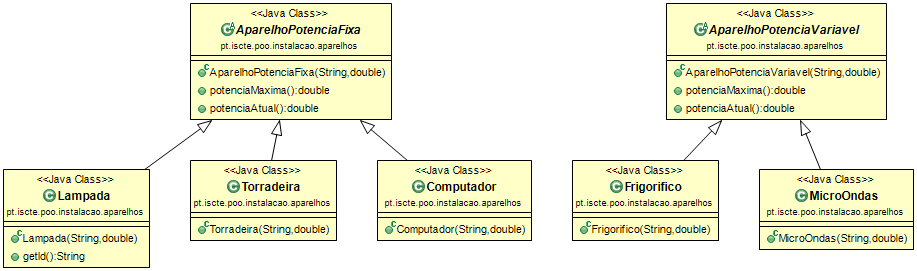 <<Java Class>>
AparelhoPotenciaFixa
pt.iscte.poo.instalacao.aparelhos
AparelhoPotenciaFixa(String,double)
potenciaMaxima():double
potenciaAtual():double
<<Java Class>>
AparelhoPotenciaVariavel
pt.iscte.poo.instalacao.aparelhos
AparelhoPotenciaVariavel(String,double)
potenciaMaxima():double
potenciaAtual():double
<<Java Class>>
Lampada
pt.iscte.poo.instalacao.aparelhos
Lampada(String,double)
getId():String
<<Java Class>>
Torradeira
pt.iscte.poo.instalacao.aparelhos
Torradeira(String,double)
<<Java Class>>
Computador
pt.iscte.poo.instalacao.aparelhos
Computador(String,double)
<<Java Class>>
Frigorifico
pt.iscte.poo.instalacao.aparelhos
Frigorifico(String,double)
<<Java Class>>
MicroOndas
pt.iscte.poo.instalacao.aparelhos
MicroOndas(String,double)